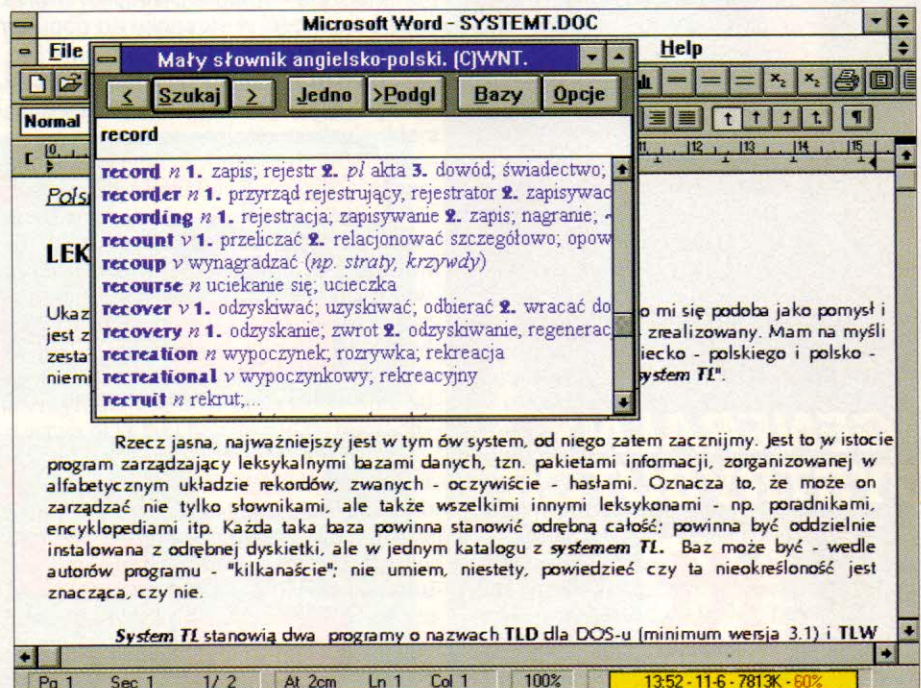 Microsoft Word - SYSTEMT.DOC
File Help
Mały słownik angielsko-polski. (C)WNT.
< Szukaj > Jedno >Podgl Bazy Opcje
Normal
record
record n 1. zapis; rejestr 2. pl akta 3. dowód; świadectwo;
recorder n 1. przyrząd rejestrujący, rejestrator 2. zapisywac
recording n 1. rejestracja; zapisywanie 2. zapis; nagranie; ~
recount v 1. przeliczać 2. relacjonować szczegółowo; opow
recoup v wynagradzać (np. straty, krzywdy)
recourse n uciekanie się; ucieczka
recover v 1. odzyskiwać; uzyskiwać; odbierać 2. wracać do
recovery n 1. odzyskanie; zwrot 2. odzyskiwanie, regenerac
recreation n wypoczynek; rozrywka; rekreacja
recreational v wypoczynkowy; rekreacyjny
recruit n rekrut;...
Pols
LEK
Ukaz o mi się podoba jako pomysł i
jest z zrealizowany. Mam na myśli
zesta iecko - polskiego i polsko -
niemi ystem TL".
Rzecz jasna, najważniejszy jest w tym ów system, od niego zatem zacznijmy. Jest to w istocie
program zarządzający leksykalnymi bazami danych, tzn. pakietami informacji, zorganizowanej w
alfabetycznym układzie rekordów, zwanych - oczywiście - hasłami. Oznacza to, że może on
zarządzać nie tylko słownikami, ale także wszelkimi innymi leksykonami - np. poradnikami,
encyklopediami itp. Każda taka baza powinna stanowić odrębną całość; powinna być oddzielnie
instalowana z odrębnej dyskietki, ale w jednym katalogu z systemem TL. Baz może być - wedle
autorów programu - "kilkanaście"; nie umiem, niestety, powiedzieć czy ta nieokreśloność jest
znacząca, czy nie.
System TL stanowią dwa programy o nazwach TLD dla DOS-u (minimum wersja 3.1) i TLW
Pg 1 Sec 1 1/ 2 At 2cm Ln 1 Col 1 100% 13:52 - 11-6 - 7813K - 60%